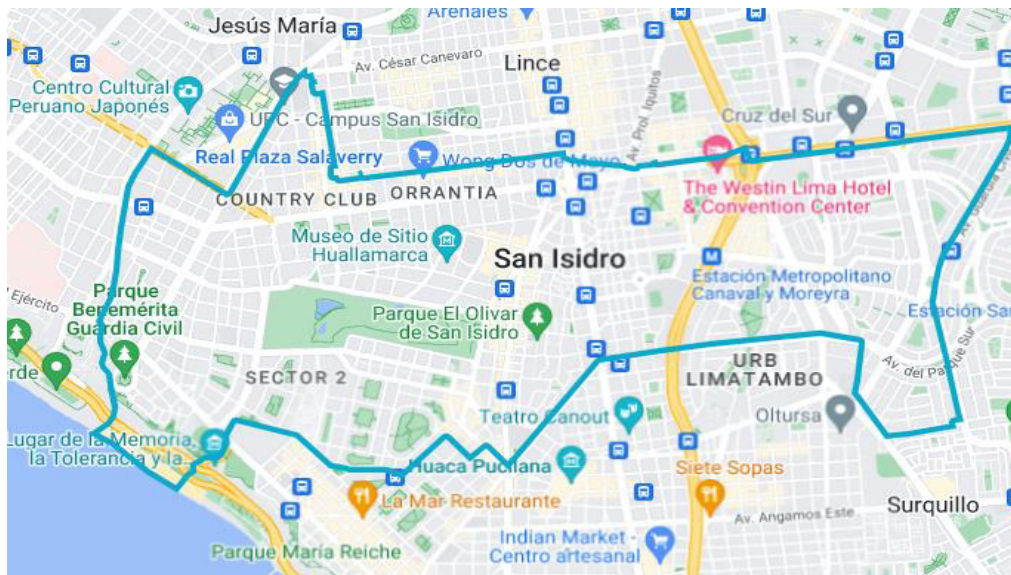 Arenales
Jesús María
Av. César Canevaro
Lince
Centro Cultural
Peruano Japonés
UPC - Campus San Isidro
Av. Prol. Iquitos
Cruz del Sur
Real Plaza Salaverry
Wong Dos de Mayo
COUNTRY CLUB
ORRANTIA
The Westin Lima Hotel
& Convention Center
Museo de Sitio
Huallamarca
San Isidro
Estación Metropolitano
Canaval y Moreyra
Ejército
Parque
Benemérita
Guardia Civil
Parque El Olivar
de San Isidro
Estación San
erde
SECTOR 2
URB
LIMATAMBO
Av. del Parque Sur
Teatro Canout
Oltursa
Lugar de la Memoria,
la Tolerancia y la
Huaca Pucllana
Siete Sopas
La Mar Restaurante
Surquillo
Av. Angamos Este
Parque María Reiche
Indian Market -
Centro artesanal